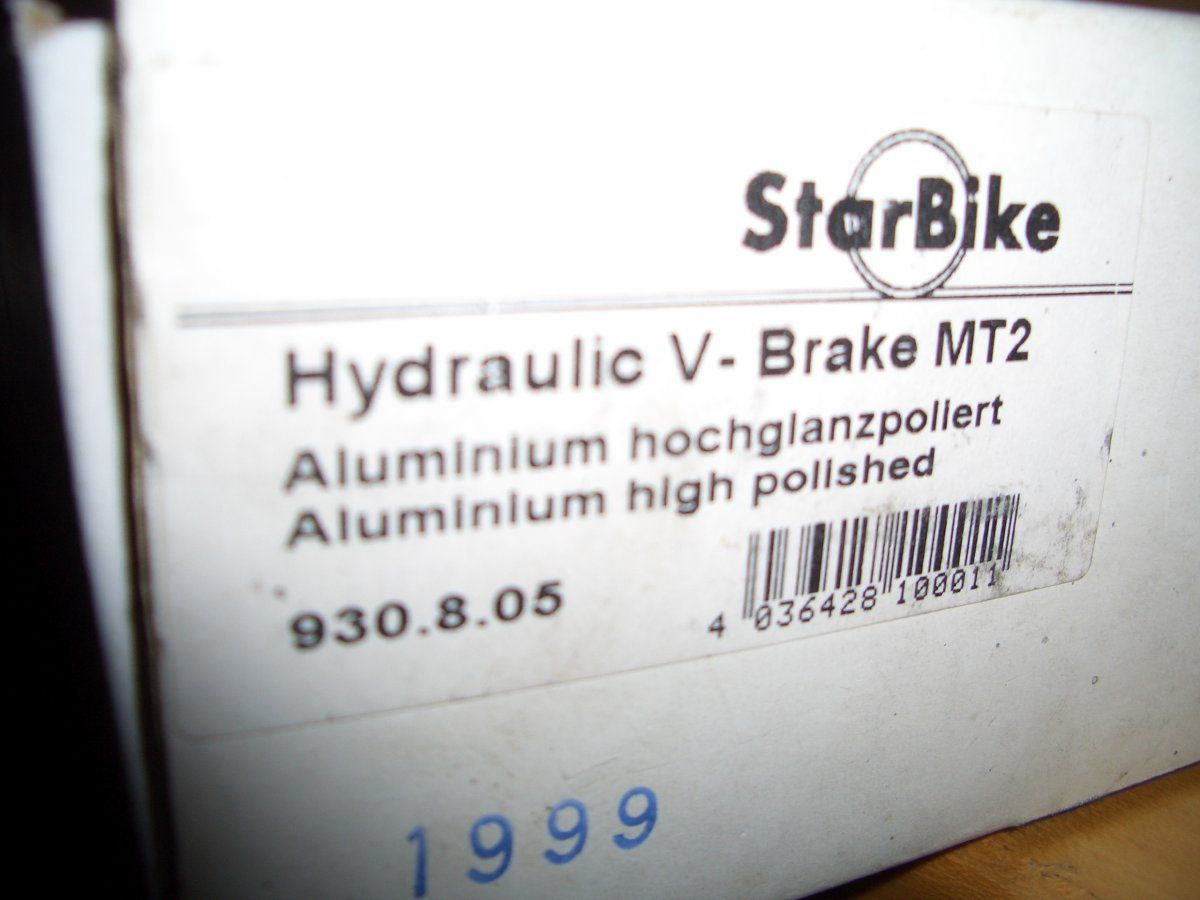 StarBike
Hydraulic V- Brake MT2
Aluminium hochglanzpoliert
Aluminium high polished
930.8.05
4 036428 100011
1999